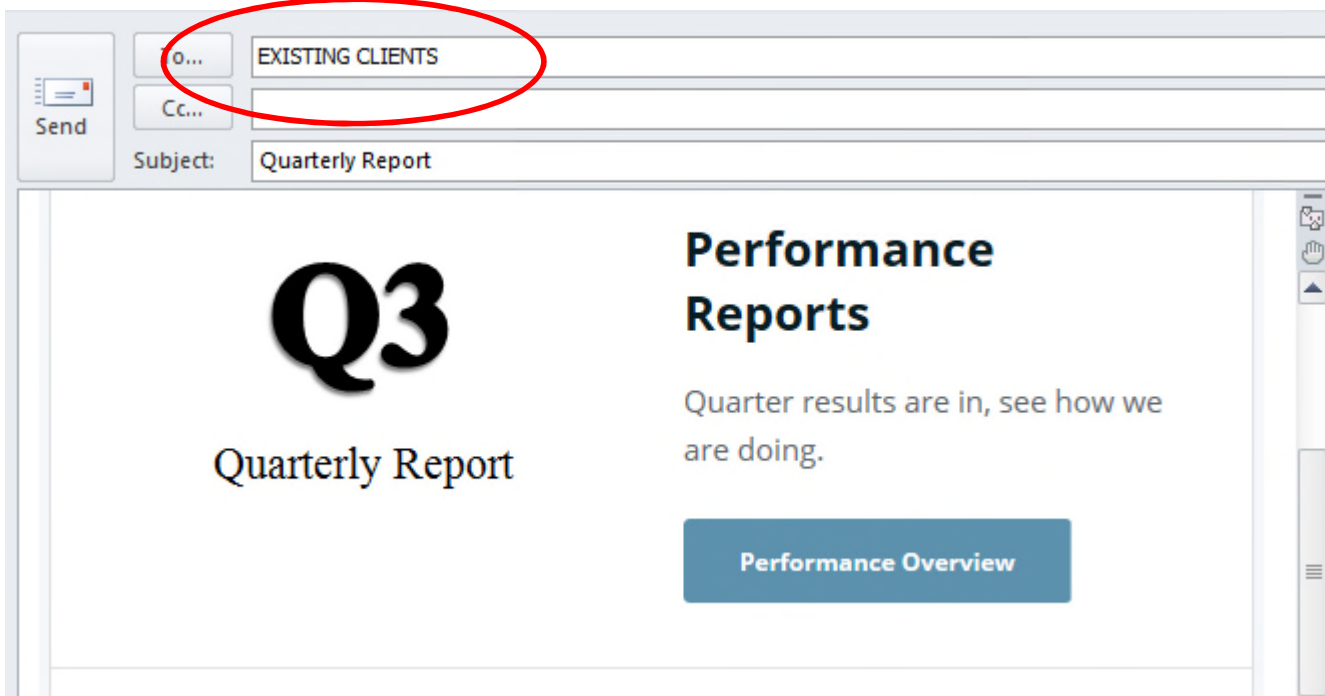 To...
EXISTING CLIENTS
Cc...
Send
Subject:
Quarterly Report
Q3
Quarterly Report
Performance
Reports
Quarter results are in, see how we
are doing.
Performance Overview